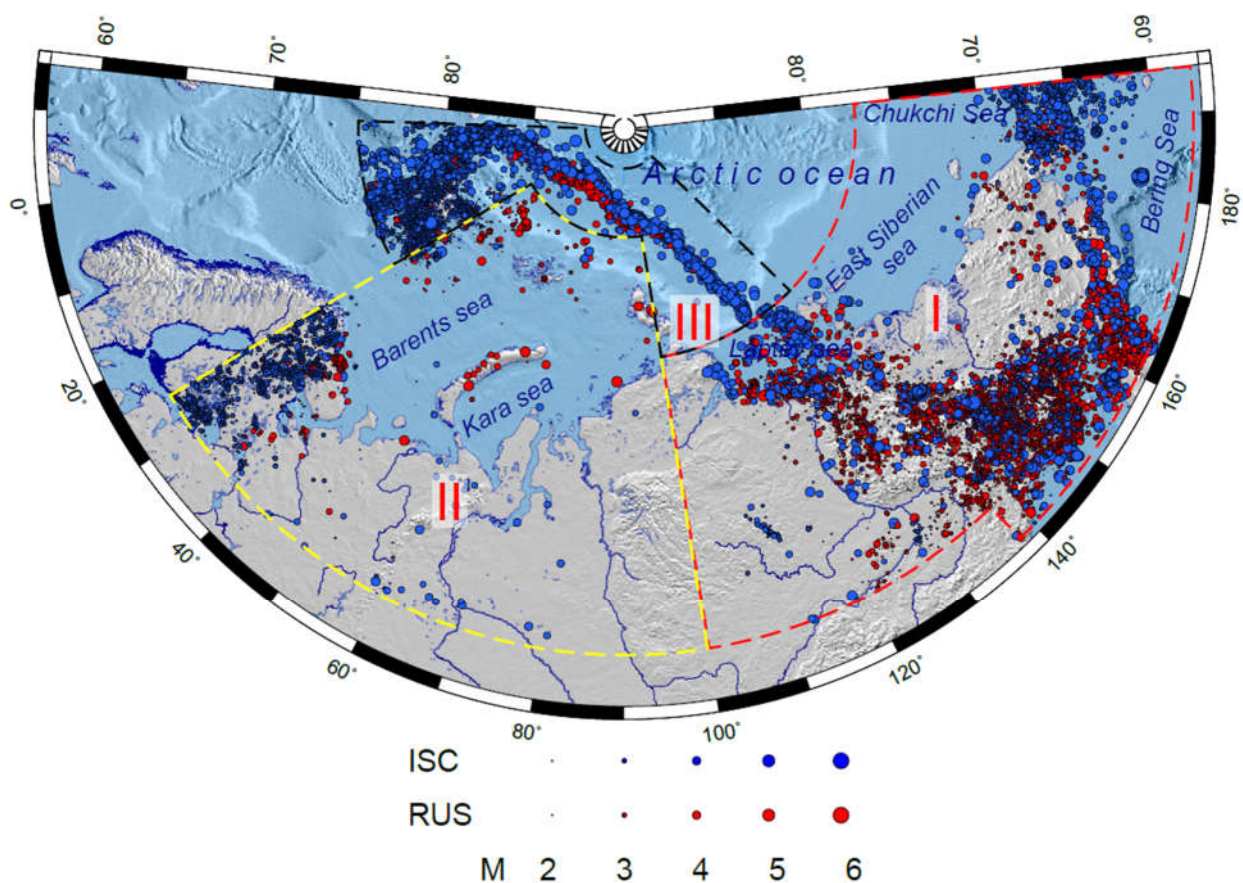 60°
70°
80°
80°
70°
60°
Chukchi Sea
Bering Sea
Arctic ocean
East Siberian
sea
0°
180°
Barents sea
III
I
Laptev sea
20°
160°
Kara sea
II
40°
140°
60°
120°
80°
100°
ISC
RUS
M 2 3 4 5 6